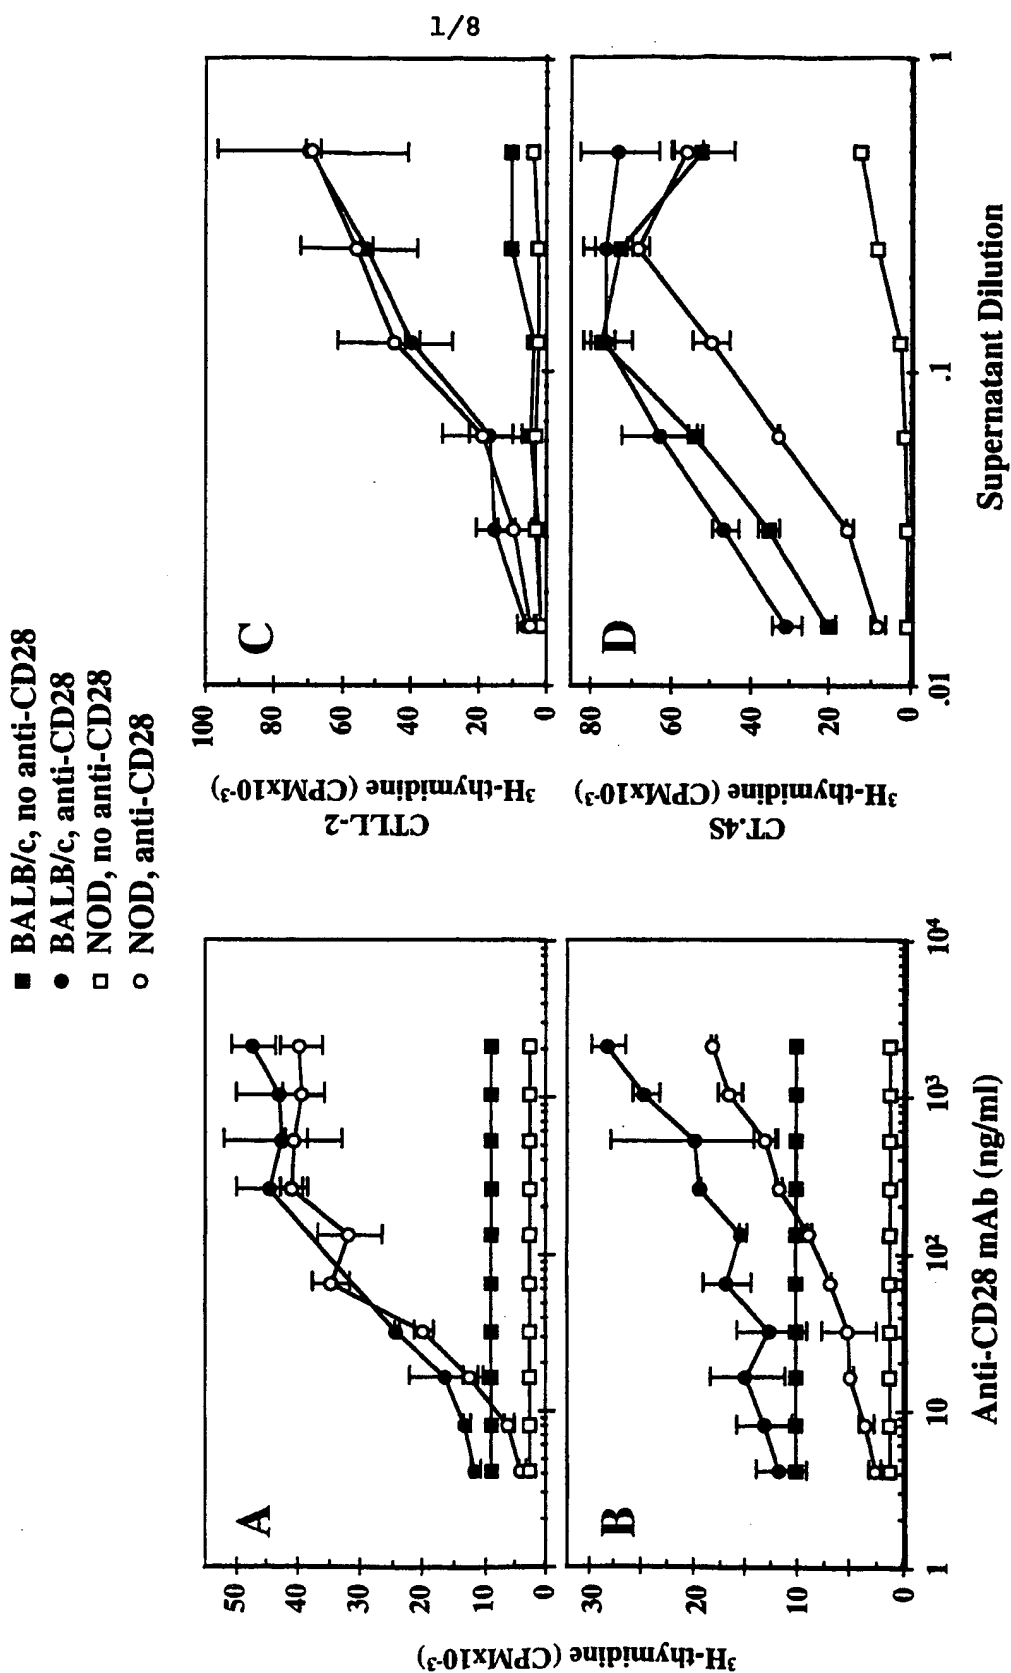 1/8
■ BALB/c, no anti-CD28
● BALB/c, anti-CD28
□ NOD, no anti-CD28
○ NOD, anti-CD28
A
50
40
30
20
10
0
³H-thymidine (CPMx10⁻³)
B
30
20
10
0
1
10
10²
10³
10⁴
Anti-CD28 mAb (ng/ml)
C
100
80
60
40
20
0
³H-thymidine (CPMx10⁻³)
CTLL-2
D
80
60
40
20
0
³H-thymidine (CPMx10⁻³)
CT.4S
.01
.1
1
Supernatant Dilution